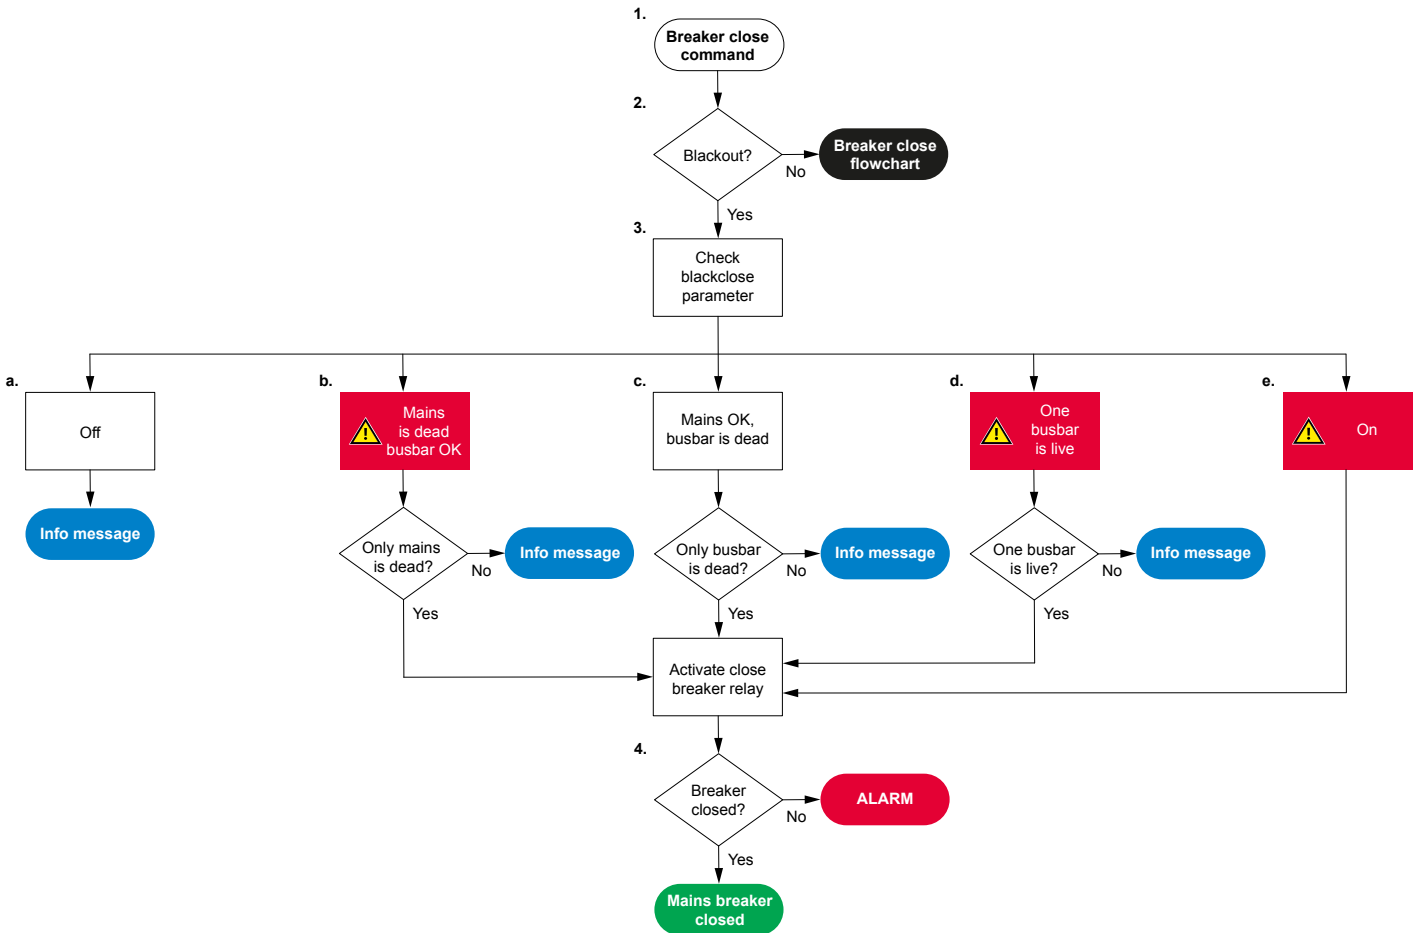 1.
Breaker close
command
2.
Blackout?
No
Breaker close
flowchart
Yes
3.
Check
blackclose
parameter
a.
Off
Info message
b.
Mains
is dead
busbar OK
Only mains
is dead?
No
Info message
Yes
c.
Mains OK,
busbar is dead
Only busbar
is dead?
No
Info message
Yes
d.
One
busbar
is live
One busbar
is live?
No
Info message
Yes
e.
On
Activate close
breaker relay
4.
Breaker
closed?
No
ALARM
Yes
Mains breaker
closed